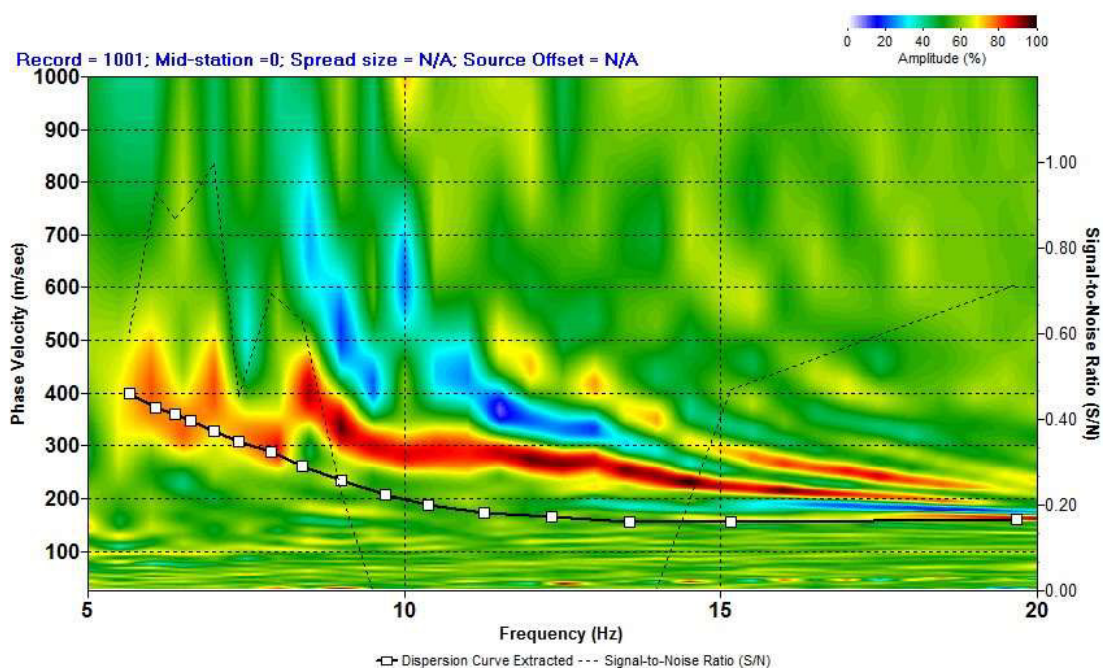 0 20 40 60 80 100
Amplitude (%)
Record = 1001; Mid-station =0; Spread size = N/A; Source Offset = N/A
1000
900
800
700
600
500
400
300
200
100
Phase Velocity (m/sec)
1.00
0.80
0.60
0.40
0.20
0.00
Signal-to-Noise Ratio (S/N)
5 10 15 20
Frequency (Hz)
Dispersion Curve Extracted Signal-to-Noise Ratio (S/N)